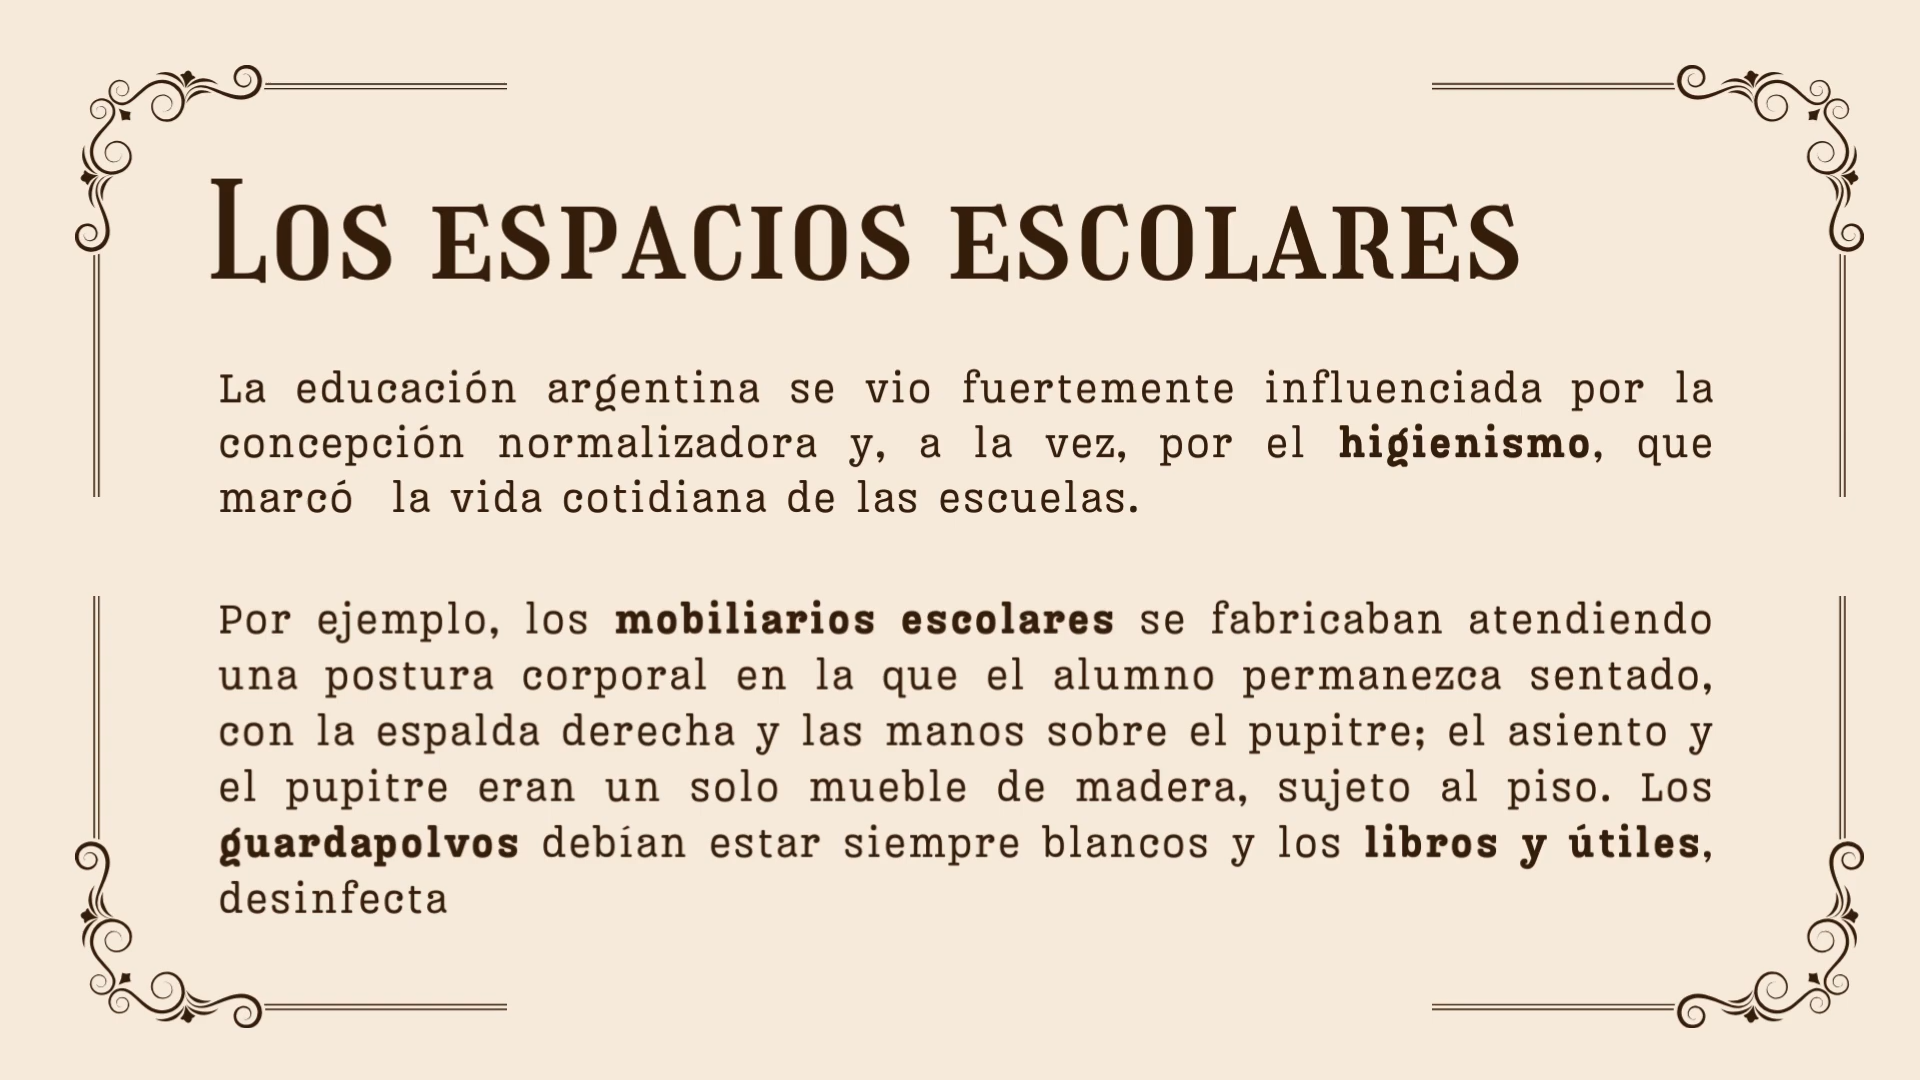 Los espacios escolares
La educación argentina se vio fuertemente influenciada por la
concepción normalizadora y, a la vez, por el higienismo, que
marcó la vida cotidiana de las escuelas.
Por ejemplo, los mobiliarios escolares se fabricaban atendiendo
una postura corporal en la que el alumno permanezca sentado,
con la espalda derecha y las manos sobre el pupitre; el asiento y
el pupitre eran un solo mueble de madera, sujeto al piso. Los
guardapolvos debían estar siempre blancos y los libros y útiles,
desinfecta